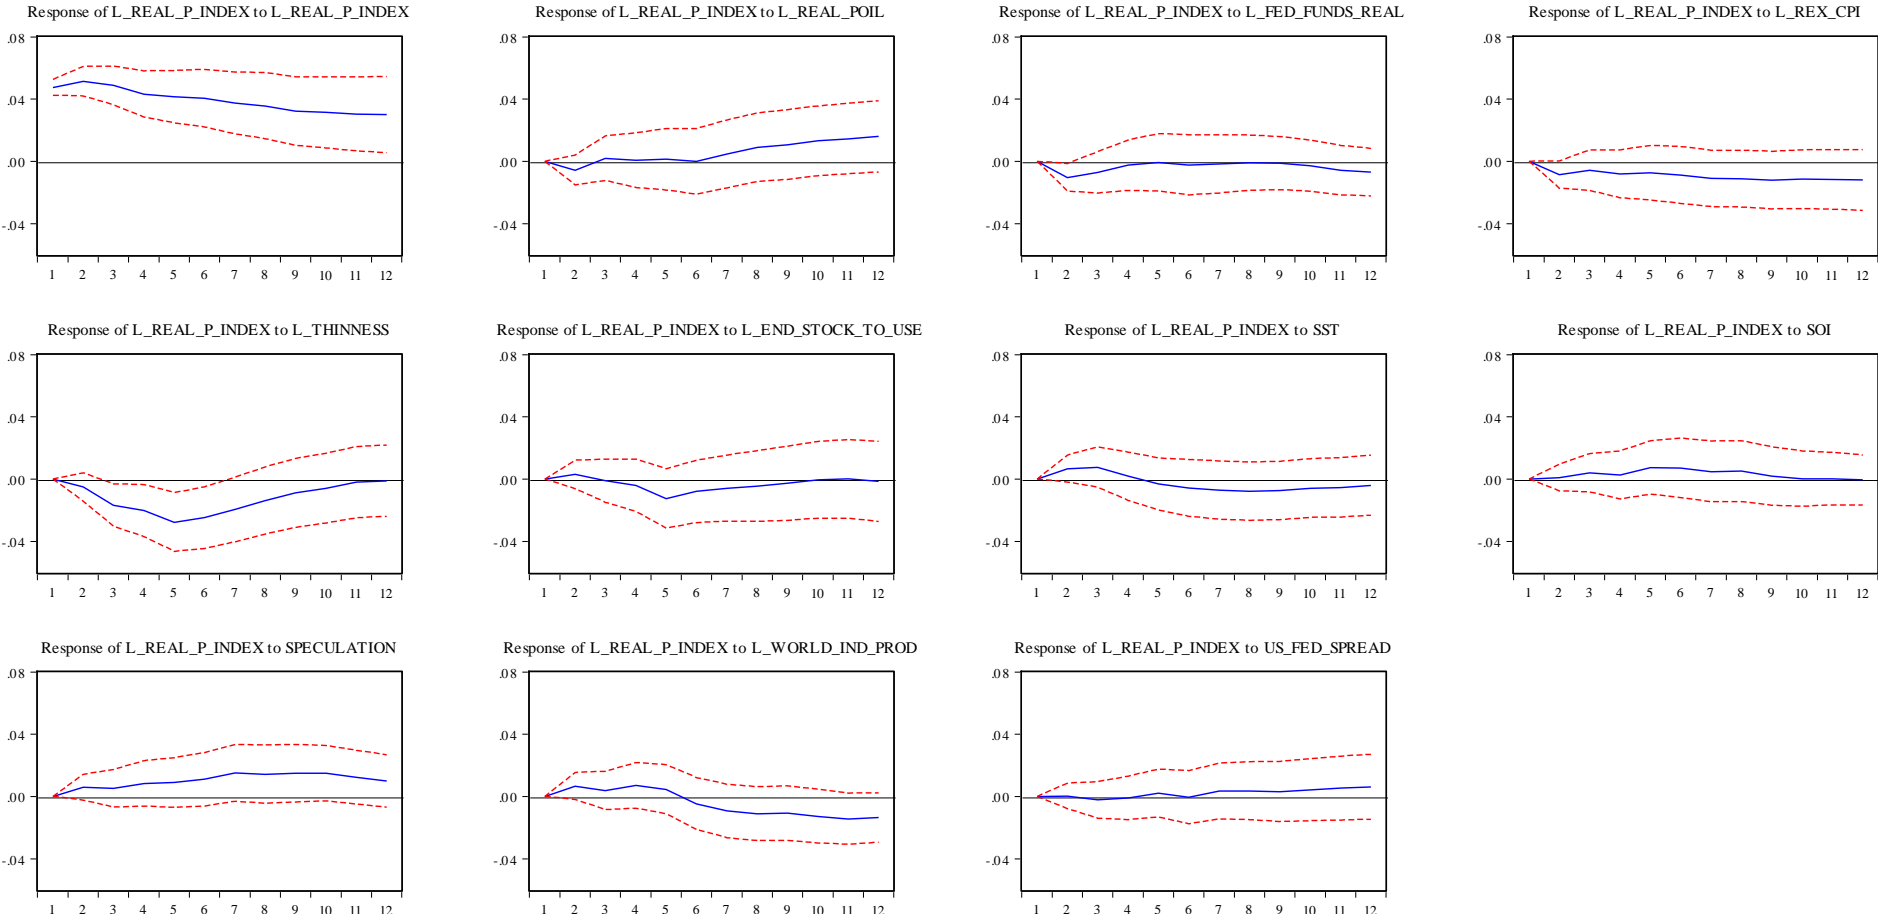 Response of L_REAL_P_INDEX to L_REAL_P_INDEX
.08
.04
.00
-.04
1 2 3 4 5 6 7 8 9 10 11 12
Response of L_REAL_P_INDEX to L_REAL_POIL
.08
.04
.00
-.04
1 2 3 4 5 6 7 8 9 10 11 12
Response of L_REAL_P_INDEX to L_FED_FUNDS_REAL
.08
.04
.00
-.04
1 2 3 4 5 6 7 8 9 10 11 12
Response of L_REAL_P_INDEX to L_REX_CPI
.08
.04
.00
-.04
1 2 3 4 5 6 7 8 9 10 11 12
Response of L_REAL_P_INDEX to L_THINNESS
.08
.04
.00
-.04
1 2 3 4 5 6 7 8 9 10 11 12
Response of L_REAL_P_INDEX to L_END_STOCK_TO_USE
.08
.04
.00
-.04
1 2 3 4 5 6 7 8 9 10 11 12
Response of L_REAL_P_INDEX to SST
.08
.04
.00
-.04
1 2 3 4 5 6 7 8 9 10 11 12
Response of L_REAL_P_INDEX to SOI
.08
.04
.00
-.04
1 2 3 4 5 6 7 8 9 10 11 12
Response of L_REAL_P_INDEX to SPECULATION
.08
.04
.00
-.04
1 2 3 4 5 6 7 8 9 10 11 12
Response of L_REAL_P_INDEX to L_WORLD_IND_PROD
.08
.04
.00
-.04
1 2 3 4 5 6 7 8 9 10 11 12
Response of L_REAL_P_INDEX to US_FED_SPREAD
.08
.04
.00
-.04
1 2 3 4 5 6 7 8 9 10 11 12